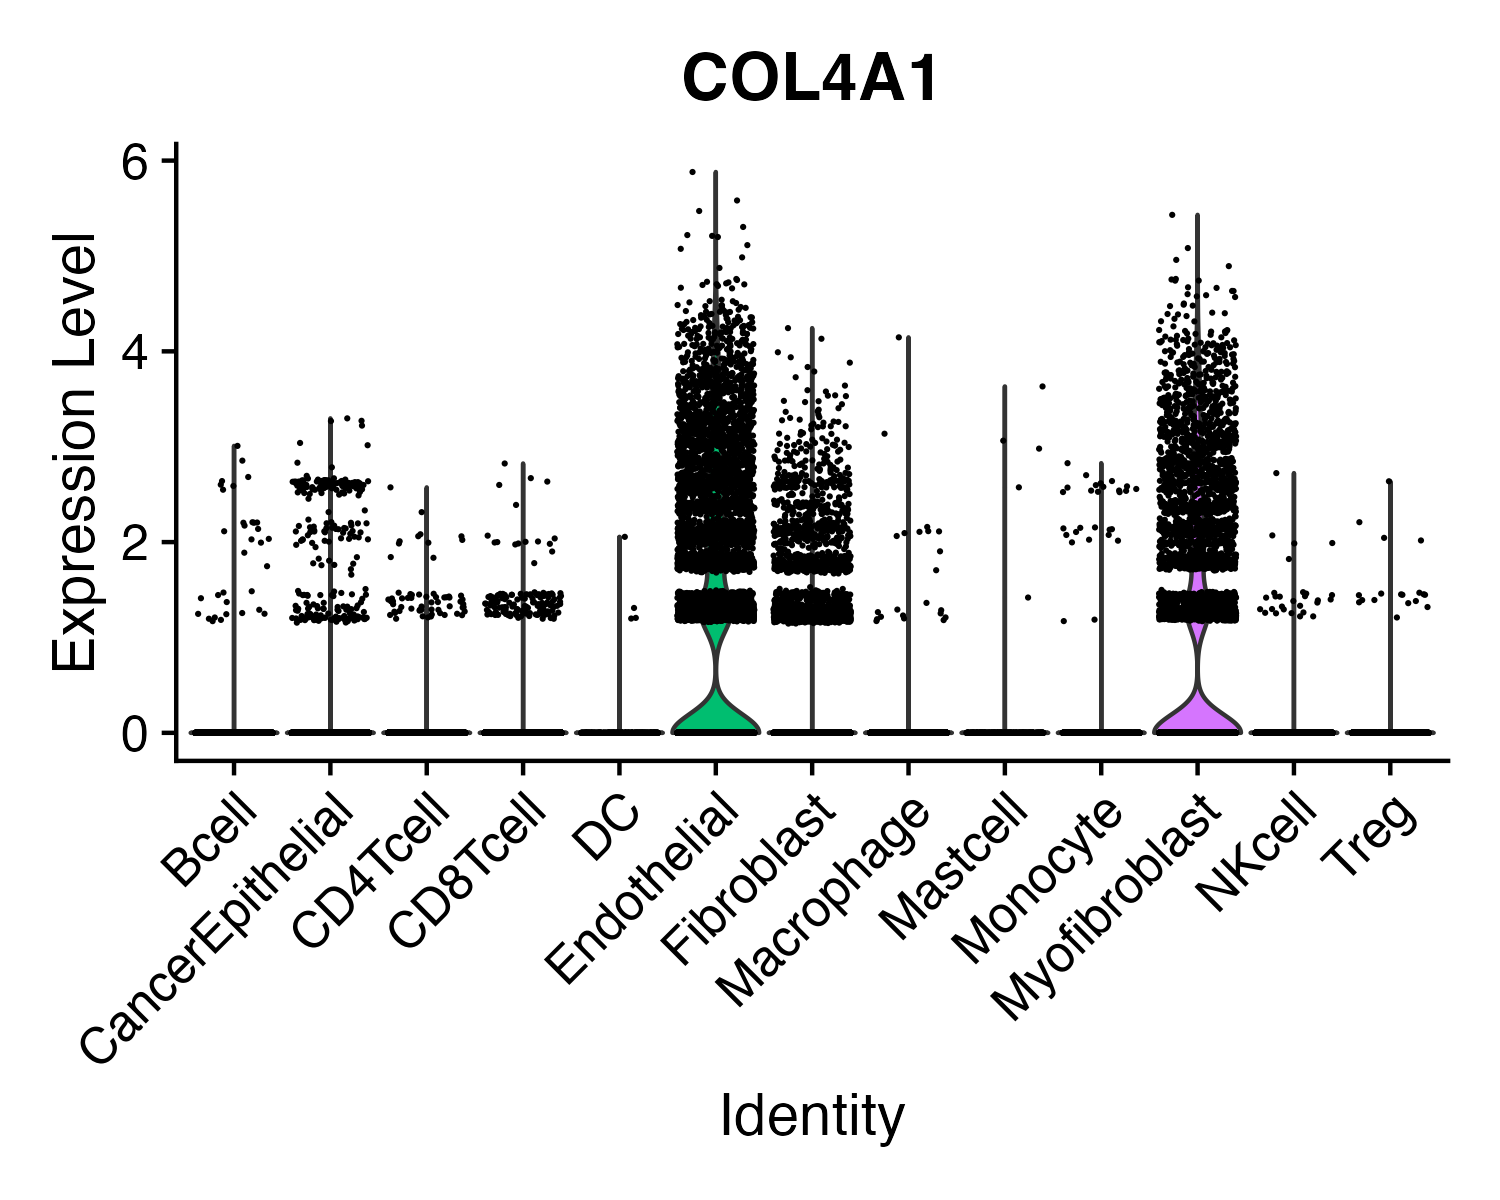 COL4A1
Expression Level
6
4
2
0
Bcell
CancerEpithelial
CD4Tcell
CD8Tcell
DC
Endothelial
Fibroblast
Macrophage
Mastcell
Monocyte
Myofibroblast
NKcell
Treg
Identity